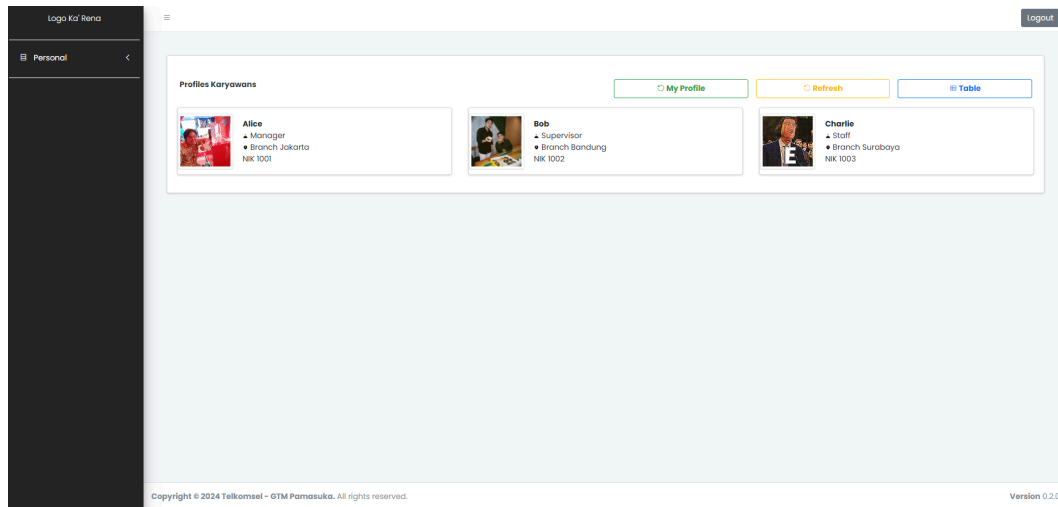 Logo Ka' Rena
Logout
Personal
Profiles Karyawans
My Profile
Refresh
Table
Alice
Manager
Branch Jakarta
NIK 1001
Bob
Supervisor
Branch Bandung
NIK 1002
Charlie
Staff
Branch Surabaya
NIK 1003
E
Copyright © 2024 Telkomsel - GTM Pamasuka. All rights reserved.
Version 0.2.0